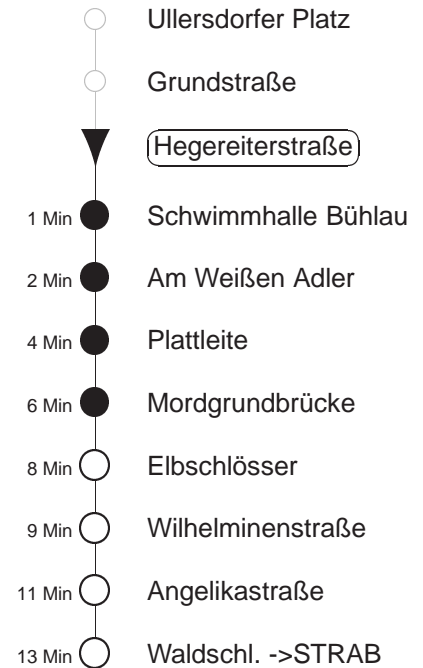 Ullersdorfer Platz
Grundstraße
Hegereiterstraße
1 Min Schwimmhalle Bühlau
2 Min Am Weißen Adler
4 Min Plattleite
6 Min Mordgrundbrücke
8 Min Elbschlösser
9 Min Wilhelminenstraße
11 Min Angelikastraße
13 Min Waldschl. ->STRAB